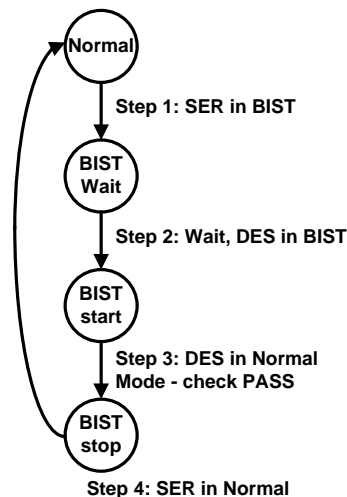 Normal
Step 1: SER in BIST
BIST
Wait
Step 2: Wait, DES in BIST
BIST
start
Step 3: DES in Normal
Mode - check PASS
BIST
stop
Step 4: SER in Normal